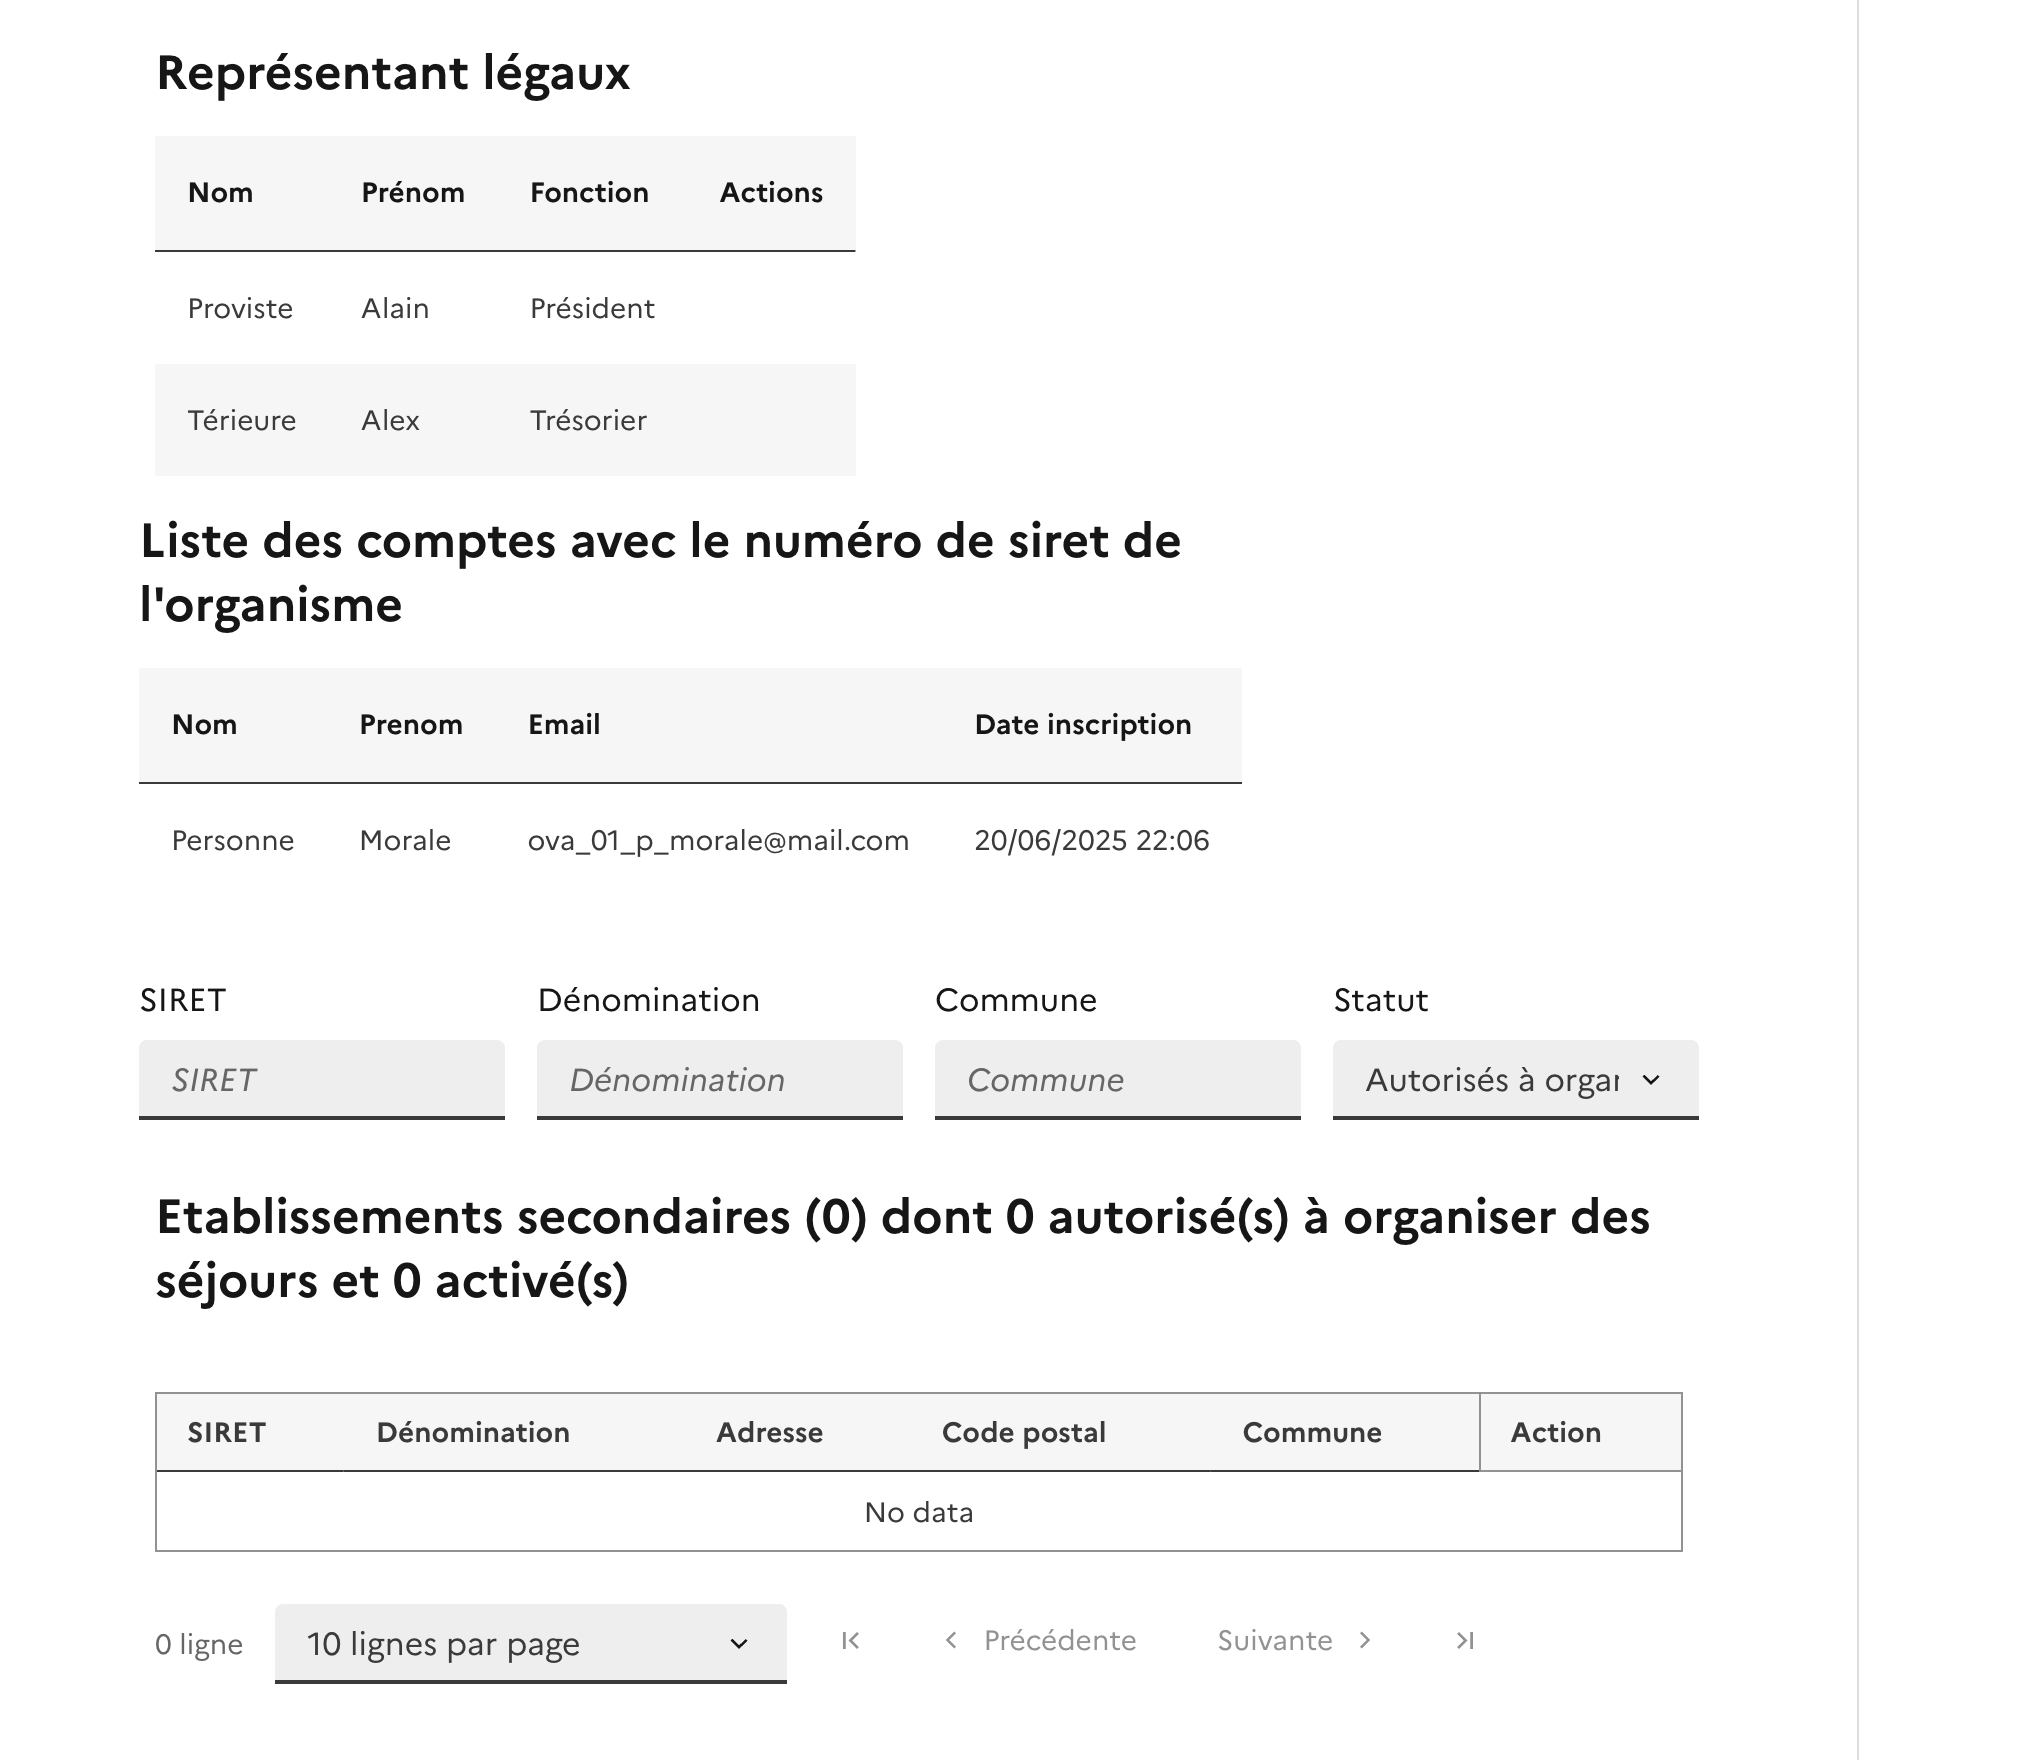 Représentant légaux
Nom Prénom Fonction Actions
Proviste Alain Président
Térieure Alex Trésorier
Liste des comptes avec le numéro de siret de
l'organisme
Nom Prenom Email Date inscription
Personne Morale ova_01_p_morale@mail.com 20/06/2025 22:06
SIRET Dénomination Commune Statut
SIRET Dénomination Commune Autorisés à organ
Etablissements secondaires (0) dont 0 autorisé(s) à organiser des
séjours et 0 activé(s)
SIRET Dénomination Adresse Code postal Commune Action
No data
0 ligne 10 lignes par page Précédente Suivante